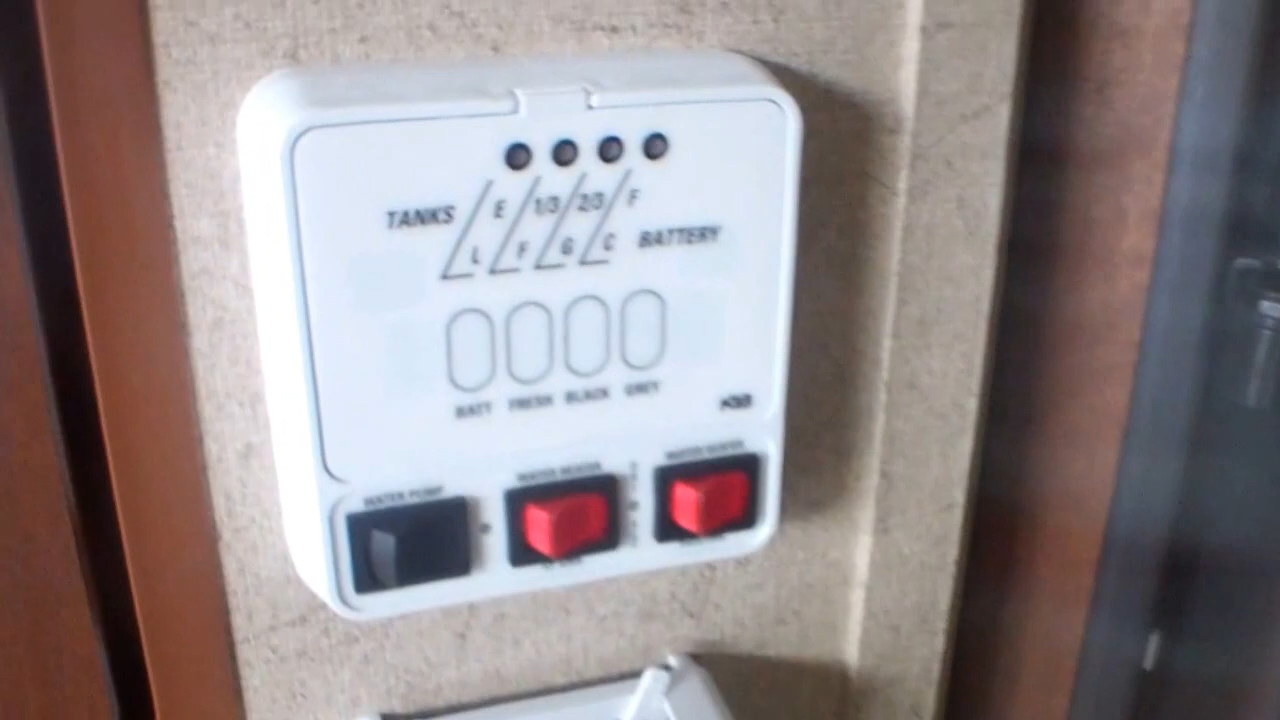 TANKS E 1/3 2/3 F
L F G C BATTERY
BATT FRESH BLACK GREY
WATER PUMP WATER HEATER WATER HEATER